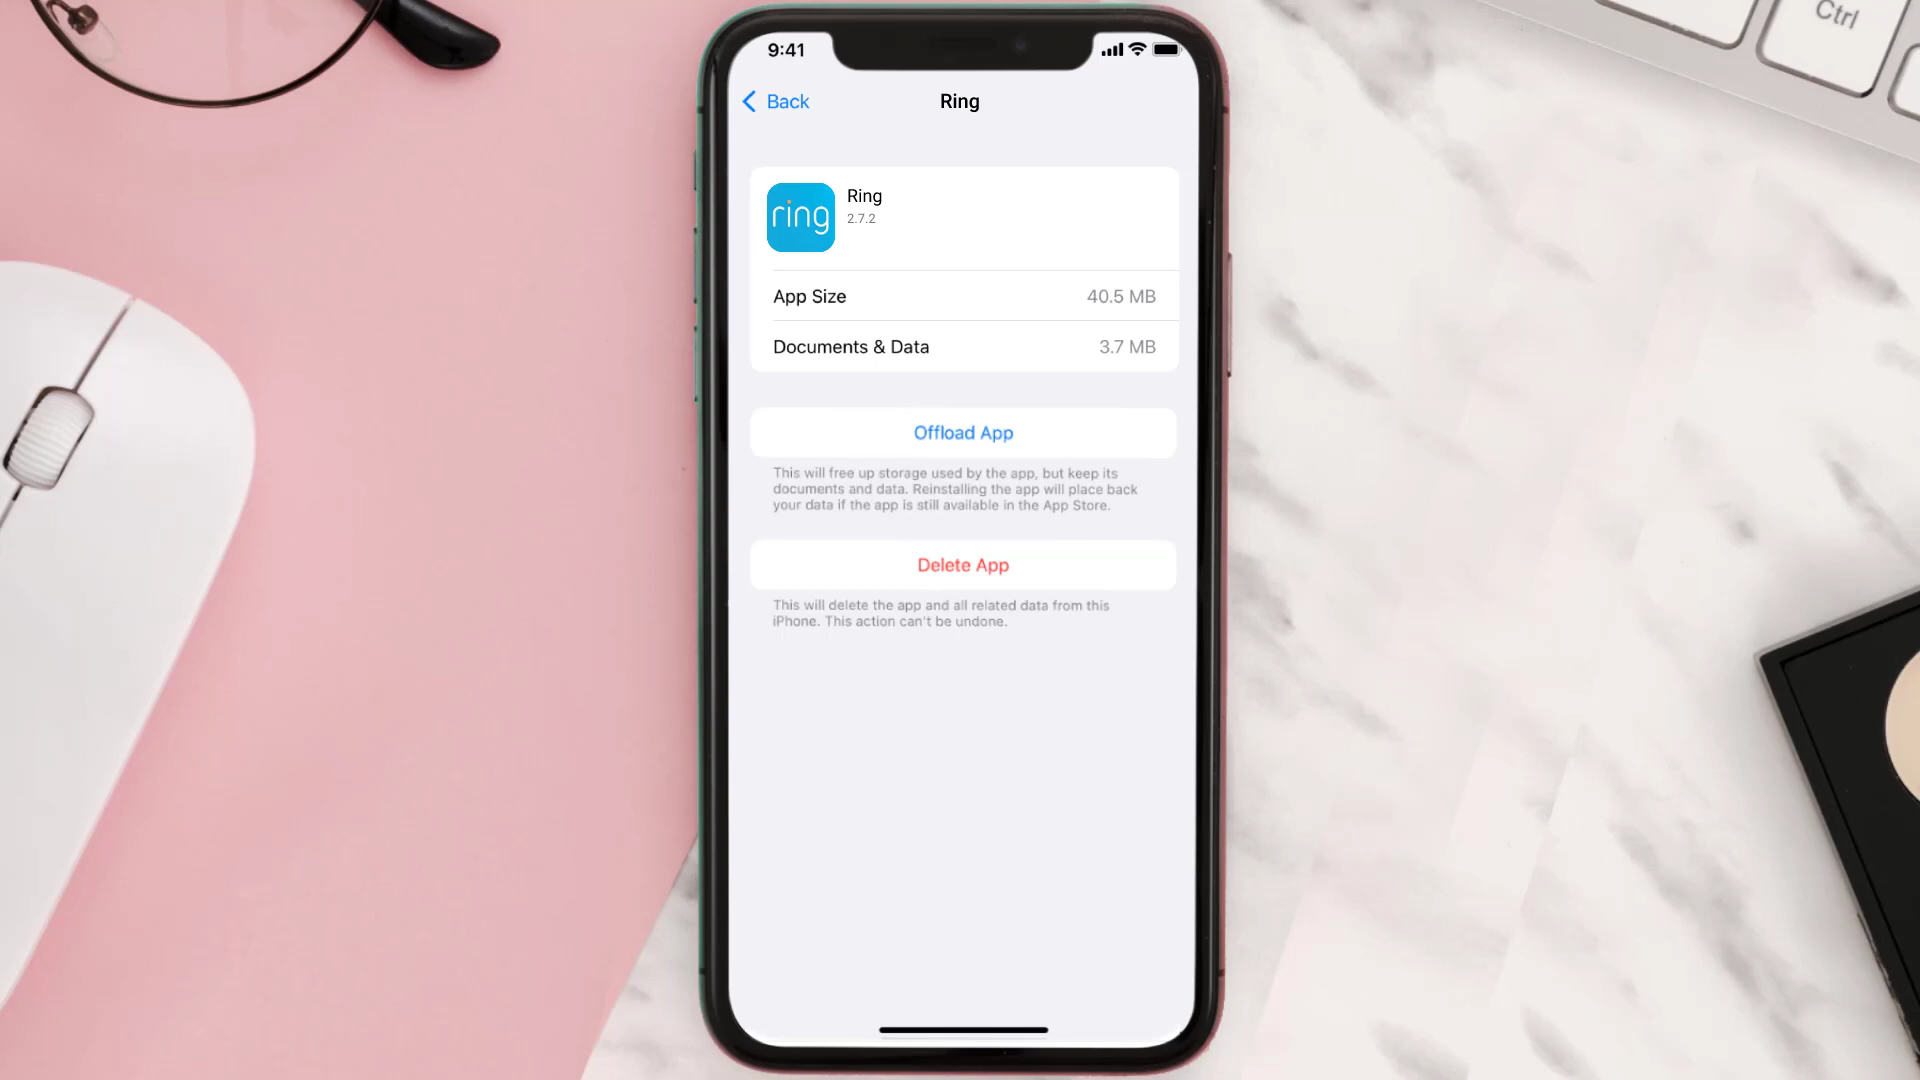 Ctrl
9:41
Back
Ring
ring
Ring
2.7.2
App Size
40.5 MB
Documents & Data
3.7 MB
Offload App
This will free up storage used by the app, but keep its
documents and data. Reinstalling the app will place back
your data if the app is still available in the App Store.
Delete App
This will delete the app and all related data from this
iPhone. This action can't be undone.